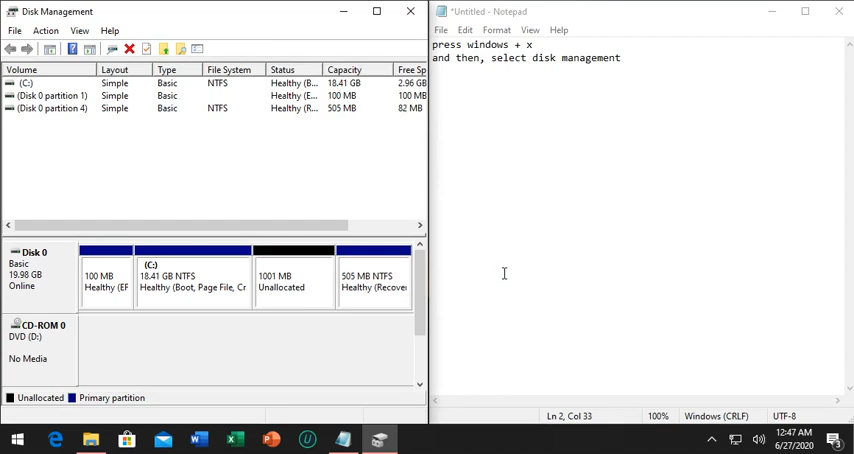 Disk Management
File Action View Help
Volume Layout Type File System Status Capacity Free Sp
(C:) Simple Basic NTFS Healthy (B... 18.41 GB 2.96 GB
(Disk 0 partition 1) Simple Basic Healthy (E... 100 MB 100 MB
(Disk 0 partition 4) Simple Basic NTFS Healthy (R... 505 MB 82 MB
Disk 0
Basic
19.98 GB
Online
100 MB
Healthy (EF
(C:)
18.41 GB NTFS
Healthy (Boot, Page File, Cr
1001 MB
Unallocated
505 MB NTFS
Healthy (Recover
CD-ROM 0
DVD (D:)
No Media
Unallocated Primary partition
*Untitled - Notepad
File Edit Format View Help
press windows + x
and then, select disk management
Ln 2, Col 33 100% Windows (CRLF) UTF-8
12:47 AM
6/27/2020
3